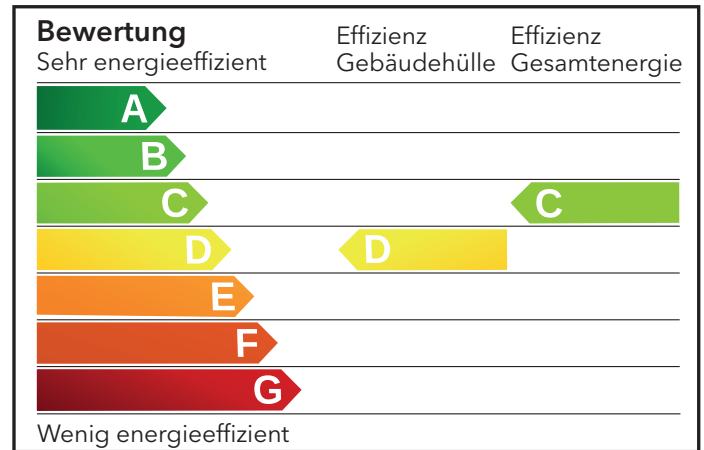 Bewertung
Sehr energieeffizient
Effizienz
Gebäudehülle
Effizienz
Gesamtenergie
A
B
C
C
D
D
E
F
G
Wenig energieeffizient